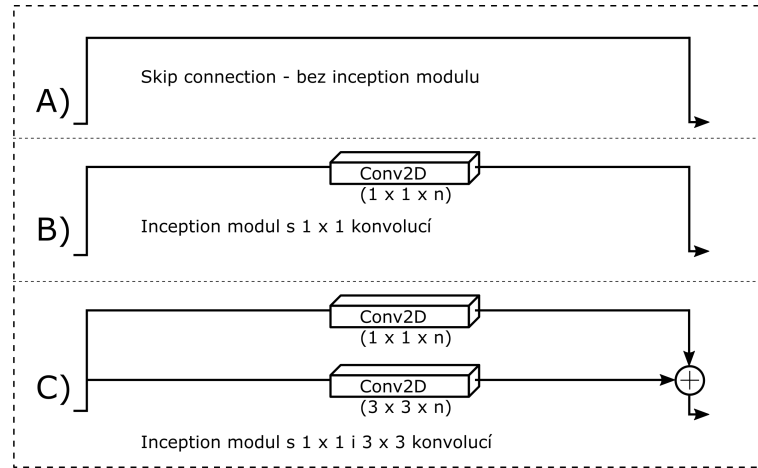 A)
Skip connection - bez inception modulu
B)
Conv2D
(1 x 1 x n)
Inception modul s 1 x 1 konvolucí
C)
Conv2D
(1 x 1 x n)
Conv2D
(3 x 3 x n)
Inception modul s 1 x 1 i 3 x 3 konvolucí